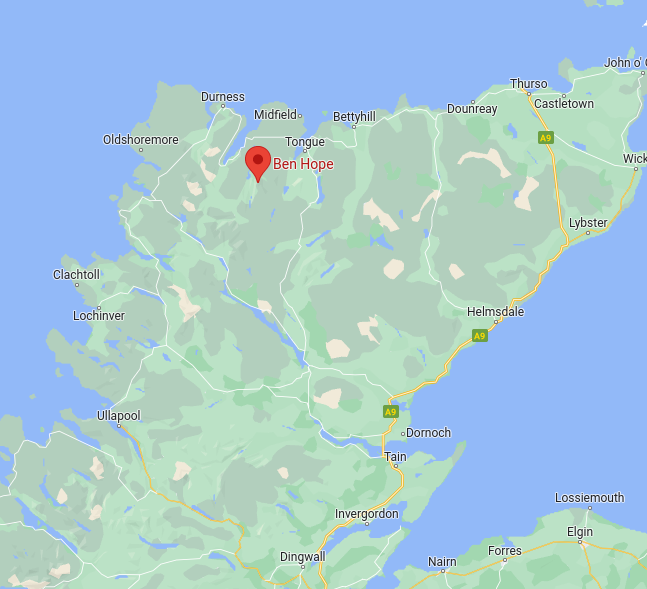 John o'
Thurso
Durness
Castletown
Dounreay
Midfield
Bettyhill
A9
Oldshoremore
Tongue
Ben Hope
Wick
Lybster
Clachtoll
Lochinver
Helmsdale
A9
Ullapool
A9
Dornoch
Tain
Lossiemouth
Invergordon
Elgin
Forres
Dingwall
Nairn